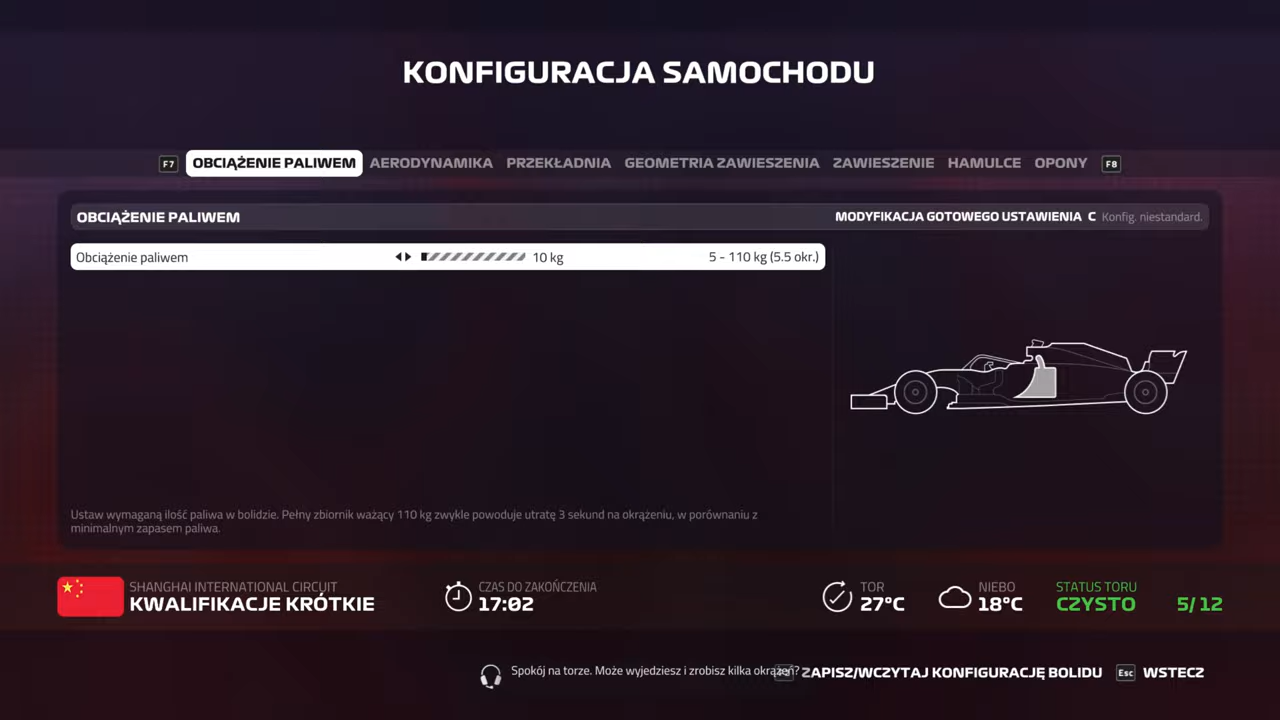 KONFIGURACJA SAMOCHODU
F7 OBCIĄŻENIE PALIWEM AERODYNAMIKA PRZEKŁADNIA GEOMETRIA ZAWIESZENIA ZAWIESZENIE HAMULCE OPONY F8
OBCIĄŻENIE PALIWEM MODYFIKACJA GOTOWEGO USTAWIENIA C Konfig. niestandard.
Obciążenie paliwem 10 kg 5 - 110 kg (5.5 okr.)
Ustaw wymaganą ilość paliwa w bolidzie. Pełny zbiornik ważący 110 kg zwykle powoduje utratę 3 sekund na okrążeniu, w porównaniu z
minimalnym zapasem paliwa.
SHANGHAI INTERNATIONAL CIRCUIT CZAS DO ZAKOŃCZENIA TOR NIEBO STATUS TORU
KWALIFIKACJE KRÓTKIE 17:02 27°C 18°C CZYSTO 5/12
Spokój na torze. Może wyjedziesz i zrobisz kilka okrążeń? ZAPISZ/WCZYTAJ KONFIGURACJĘ BOLIDU Esc WSTECZ